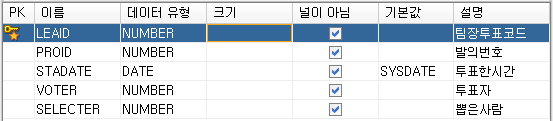 PK 이름 데이터 유형 크기 널이 아님 기본값 설명
LEAID NUMBER 팀장투표코드
PROID NUMBER 발의번호
STADATE DATE SYSDATE 투표한시간
VOTER NUMBER 투표자
SELECTER NUMBER 뽑은사람